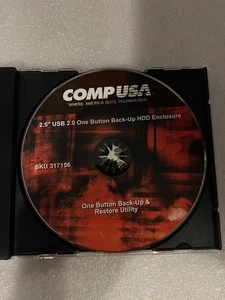 COMPUSA
WHERE AMERICA BUYS TECHNOLOGY.
2.5" USB 2.0 One Button Back-Up HDD Enclosure
SKU 317156
One Button Back-Up &
Restore Utility